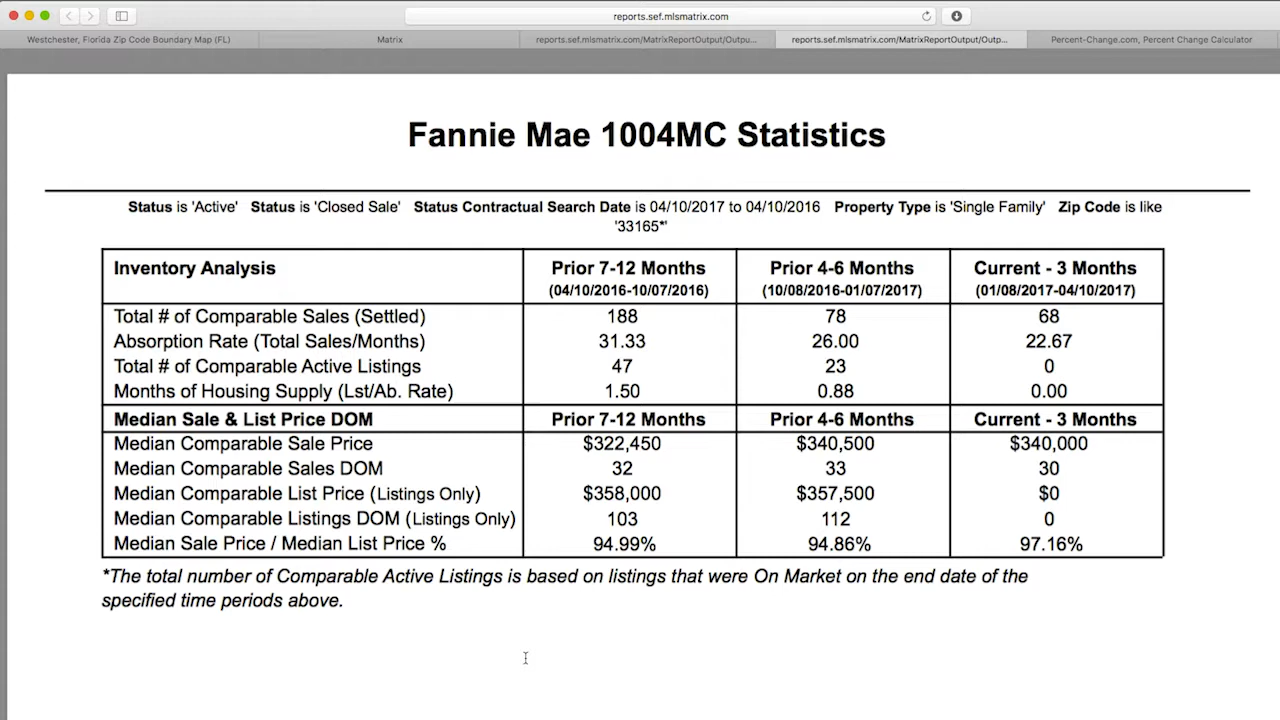 reports.sef.mlsmatrix.com
Westchester, Florida Zip Code Boundary Map (FL)
Matrix
reports.sef.mlsmatrix.com/MatrixReportOutput/Outpu...
reports.sef.mlsmatrix.com/MatrixReportOutput/Outp...
Percent-Change.com, Percent Change Calculator
Fannie Mae 1004MC Statistics
Status is 'Active' Status is 'Closed Sale' Status Contractual Search Date is 04/10/2017 to 04/10/2016 Property Type is 'Single Family' Zip Code is like
'33165*'
Inventory Analysis Prior 7-12 Months Prior 4-6 Months Current - 3 Months
(04/10/2016-10/07/2016) (10/08/2016-01/07/2017) (01/08/2017-04/10/2017)
Total # of Comparable Sales (Settled) 188 78 68
Absorption Rate (Total Sales/Months) 31.33 26.00 22.67
Total # of Comparable Active Listings 47 23 0
Months of Housing Supply (Lst/Ab. Rate) 1.50 0.88 0.00
Median Sale & List Price DOM Prior 7-12 Months Prior 4-6 Months Current - 3 Months
Median Comparable Sale Price $322,450 $340,500 $340,000
Median Comparable Sales DOM 32 33 30
Median Comparable List Price (Listings Only) $358,000 $357,500 $0
Median Comparable Listings DOM (Listings Only) 103 112 0
Median Sale Price / Median List Price % 94.99% 94.86% 97.16%
*The total number of Comparable Active Listings is based on listings that were On Market on the end date of the
specified time periods above.